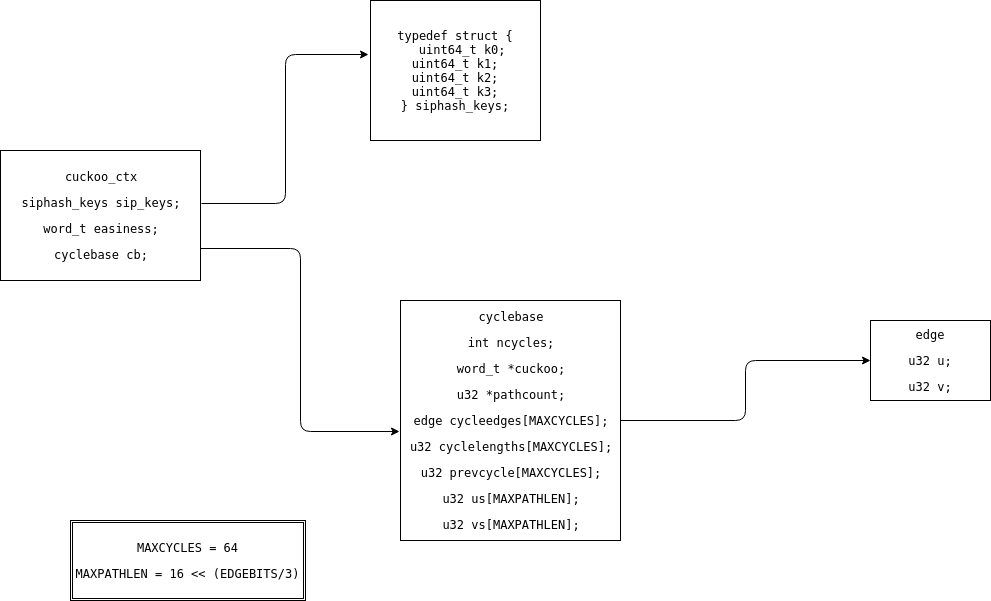 typedef struct {
uint64_t k0;
uint64_t k1;
uint64_t k2;
uint64_t k3;
} siphash_keys;
cuckoo_ctx
siphash_keys sip_keys;
word_t easiness;
cyclebase cb;
cyclebase
int ncycles;
word_t *cuckoo;
u32 *pathcount;
edge cycleedges[MAXCYCLES];
u32 cyclelengths[MAXCYCLES];
u32 prevcycle[MAXCYCLES];
u32 us[MAXPATHLEN];
u32 vs[MAXPATHLEN];
edge
u32 u;
u32 v;
MAXCYCLES = 64
MAXPATHLEN = 16 << (EDGEBITS/3)